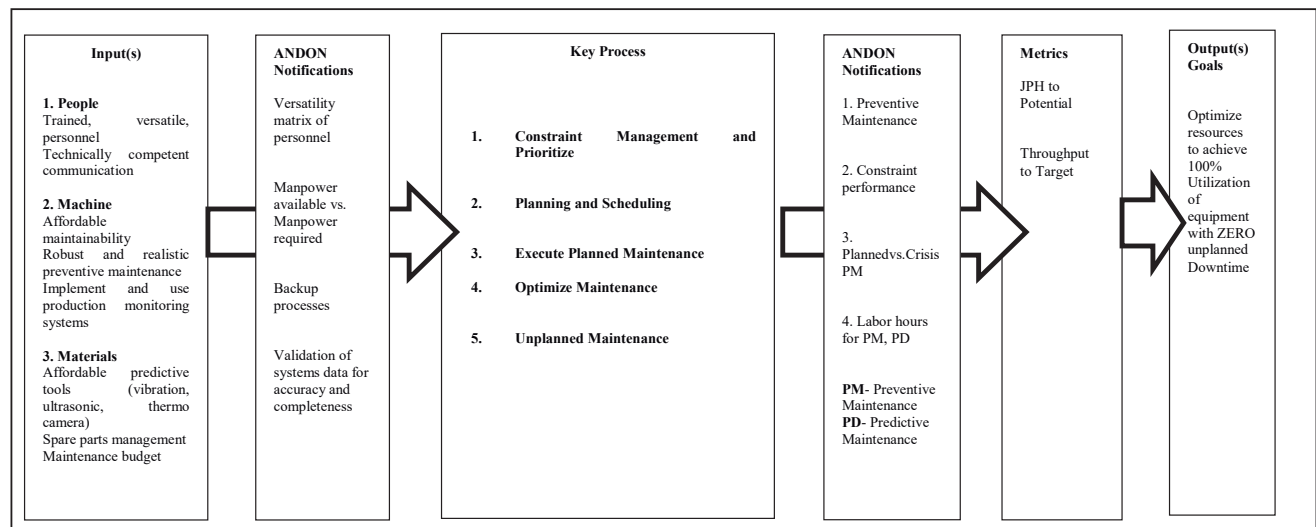 Input(s)
1. People
Trained, versatile,
personnel
Technically competent
communication
2. Machine
Affordable
maintainability
Robust and realistic
preventive maintenance
Implement and use
production monitoring
systems
3. Materials
Affordable predictive
tools (vibration,
ultrasonic, thermo
camera)
Spare parts management
Maintenance budget
ANDON
Notifications
Versatility
matrix of
personnel
Manpower
available vs.
Manpower
required
Backup
processes
Validation of
systems data for
accuracy and
completeness
Key Process
1. Constraint Management and
Prioritize
2. Planning and Scheduling
3. Execute Planned Maintenance
4. Optimize Maintenance
5. Unplanned Maintenance
ANDON
Notifications
1. Preventive
Maintenance
2. Constraint
performance
3.
Plannedvs.Crisis
PM
4. Labor hours
for PM, PD
PM- Preventive
Maintenance
PD- Predictive
Maintenance
Metrics
JPH to
Potential
Throughput
to Target
Output(s)
Goals
Optimize
resources
to achieve
100%
Utilization
of
equipment
with ZERO
unplanned
Downtime